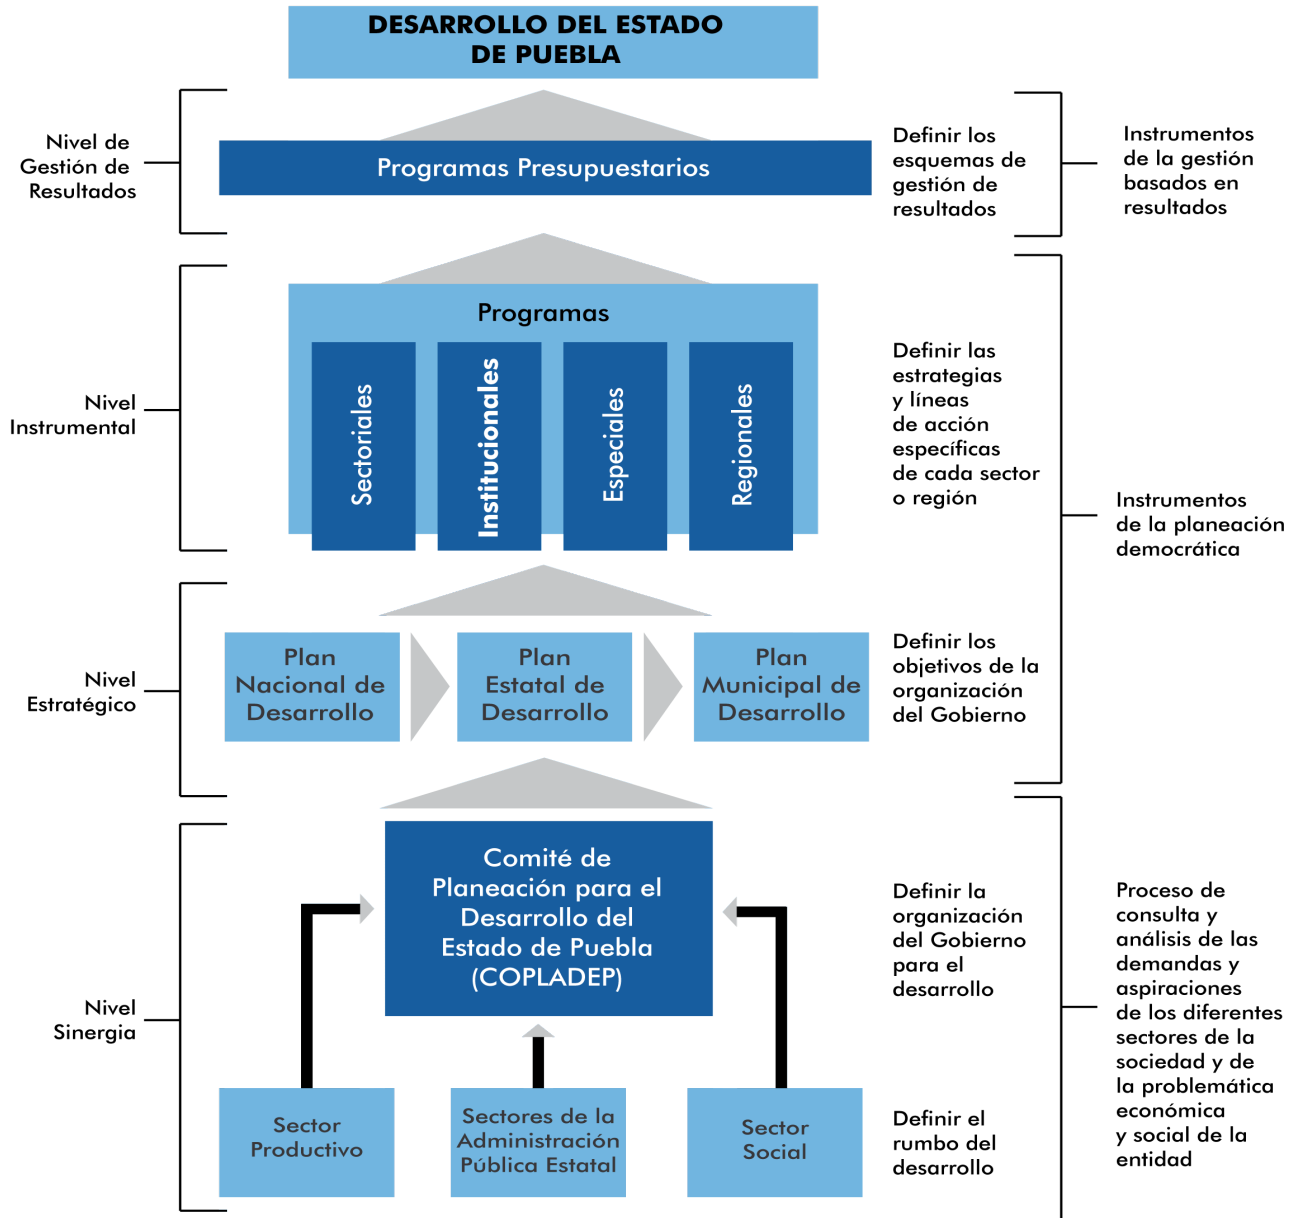 DESARROLLO DEL ESTADO
DE PUEBLA
Nivel de
Gestión de
Resultados
Programas Presupuestarios
Definir los
esquemas de
gestión de
resultados
Instrumentos
de la gestión
basados en
resultados
Nivel
Instrumental
Programas
Sectoriales
Institucionales
Especiales
Regionales
Definir las
estrategias
y líneas
de acción
específicas
de cada sector
o región
Instrumentos
de la planeación
democrática
Nivel
Estratégico
Plan
Nacional de
Desarrollo
Plan
Estatal de
Desarrollo
Plan
Municipal de
Desarrollo
Definir los
objetivos de la
organización
del Gobierno
Nivel
Sinergia
Comité de
Planeación para el
Desarrollo del
Estado de Puebla
(COPLADEP)
Definir la
organización
del Gobierno
para el
desarrollo
Sector
Productivo
Sectores de la
Administración
Pública Estatal
Sector
Social
Definir el
rumbo del
desarrollo
Proceso de
consulta y
análisis de las
demandas y
aspiraciones
de los diferentes
sectores de la
sociedad y de
la problemática
económica
y social de la
entidad